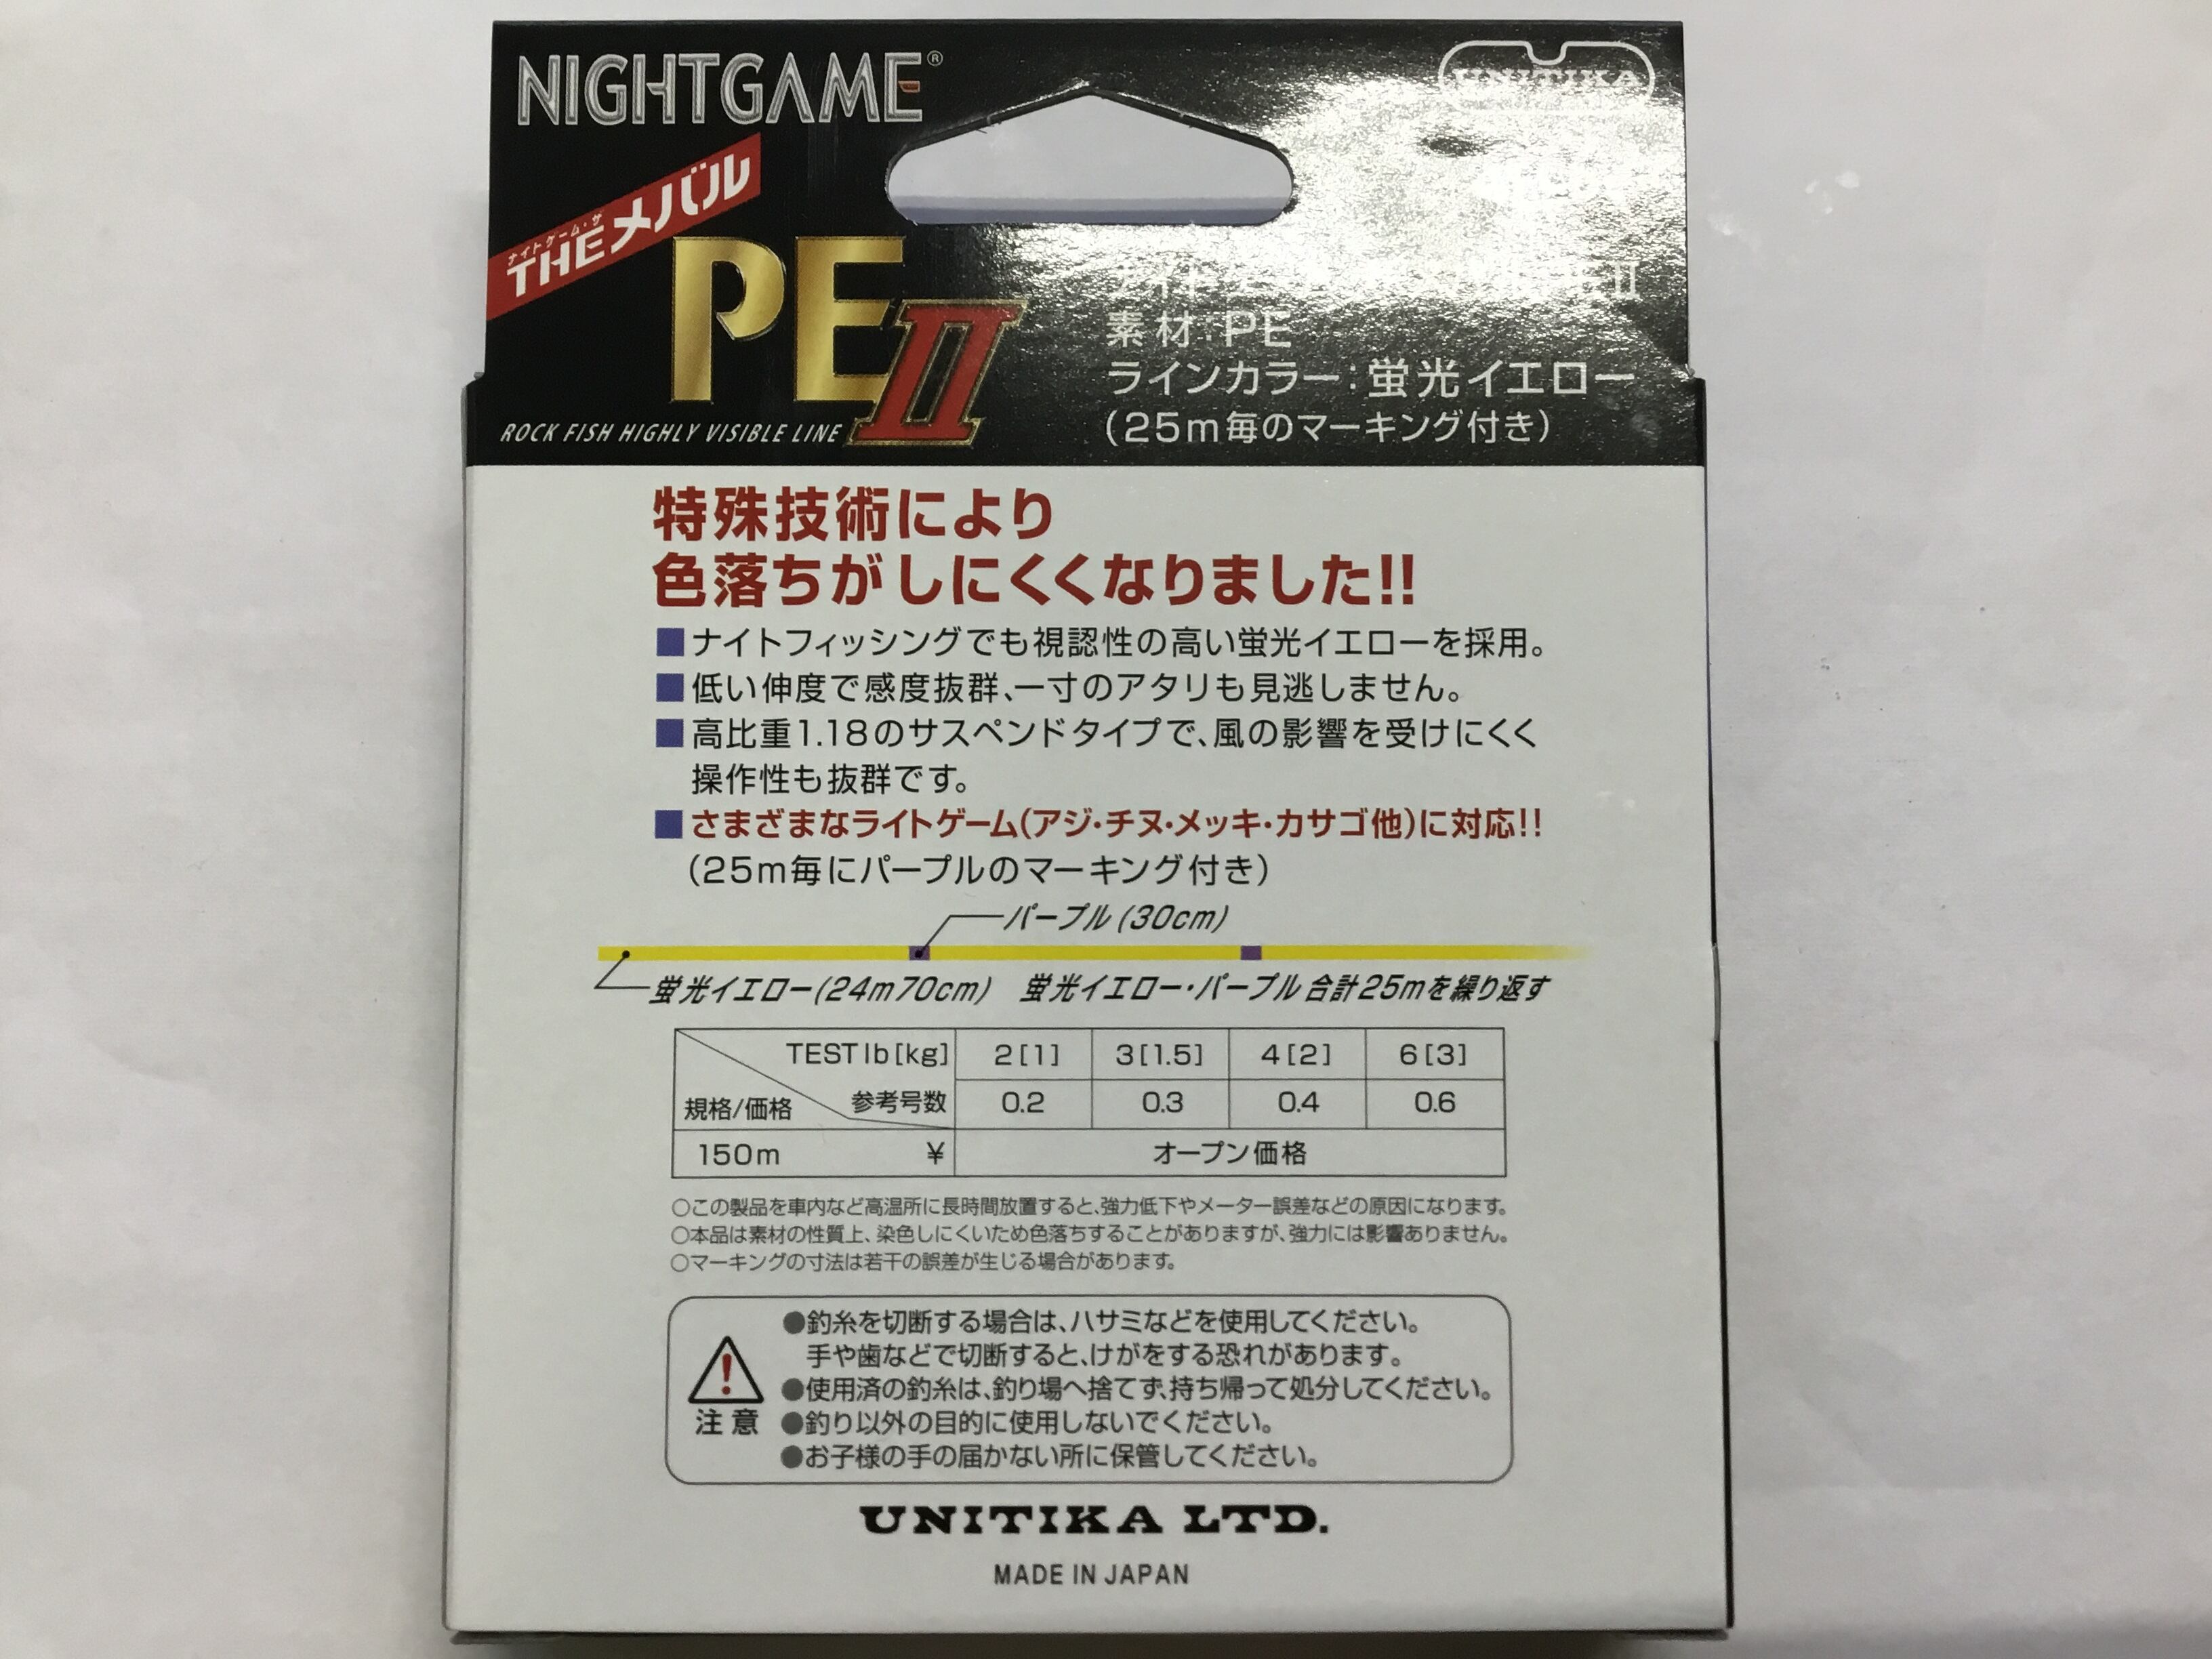 NIGHTGAME®
UNITIKA
ナイトゲーム・ザ
THEメバル
PEⅡ
ROCK FISH HIGHLY VISIBLE LINE
素材:PE
ラインカラー:蛍光イエロー
(25m毎のマーキング付き)
特殊技術により
色落ちがしにくくなりました!!
■ナイトフィッシングでも視認性の高い蛍光イエローを採用。
■低い伸度で感度抜群、一寸のアタリも見逃しません。
■高比重1.18のサスペンドタイプで、風の影響を受けにくく
操作性も抜群です。
■さまざまなライトゲーム(アジ・チヌ・メッキ・カサゴ他)に対応!!
(25m毎にパープルのマーキング付き)
パープル(30cm)
蛍光イエロー(24m70cm) 蛍光イエロー・パープル合計25mを繰り返す
TEST lb[kg] 2[1] 3[1.5] 4[2] 6[3]
規格/価格 参考号数 0.2 0.3 0.4 0.6
150m ¥ オープン価格
○この製品を車内など高温所に長時間放置すると、強力低下やメーター誤差などの原因になります。
○本品は素材の性質上、染色しにくいため色落ちすることがありますが、強力には影響ありません。
○マーキングの寸法は若干の誤差が生じる場合があります。
●釣糸を切断する場合は、ハサミなどを使用してください。
手や歯などで切断すると、けがをする恐れがあります。
●使用済の釣糸は、釣り場へ捨てず、持ち帰って処分してください。
注意 ●釣り以外の目的に使用しないでください。
●お子様の手の届かない所に保管してください。
UNITIKA LTD.
MADE IN JAPAN